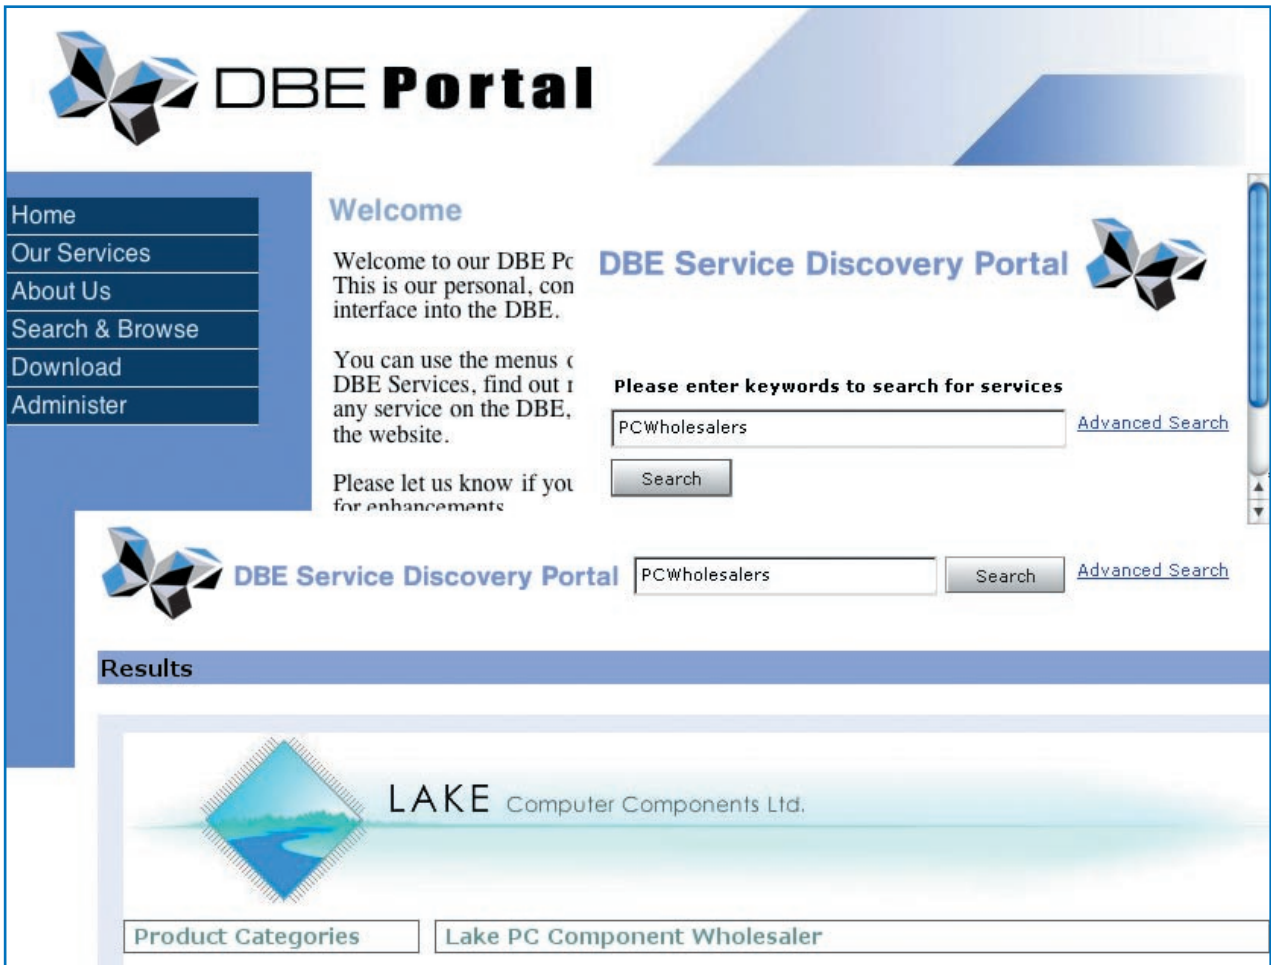 DBE Portal
Home
Our Services
About Us
Search & Browse
Download
Administer
Welcome
Welcome to our DBE
This is our personal,
interface into the DBE.
You can use the menus
DBE Services, find out
any service on the DBE,
the website.
Please let us know if you
for enhancements
DBE Service Discovery Portal
Please enter keywords to search for services
PCWholesalers
Advanced Search
Search
DBE Service Discovery Portal
PCWholesalers
Search
Advanced Search
Results
LAKE Computer Components Ltd.
Product Categories
Lake PC Component Wholesaler